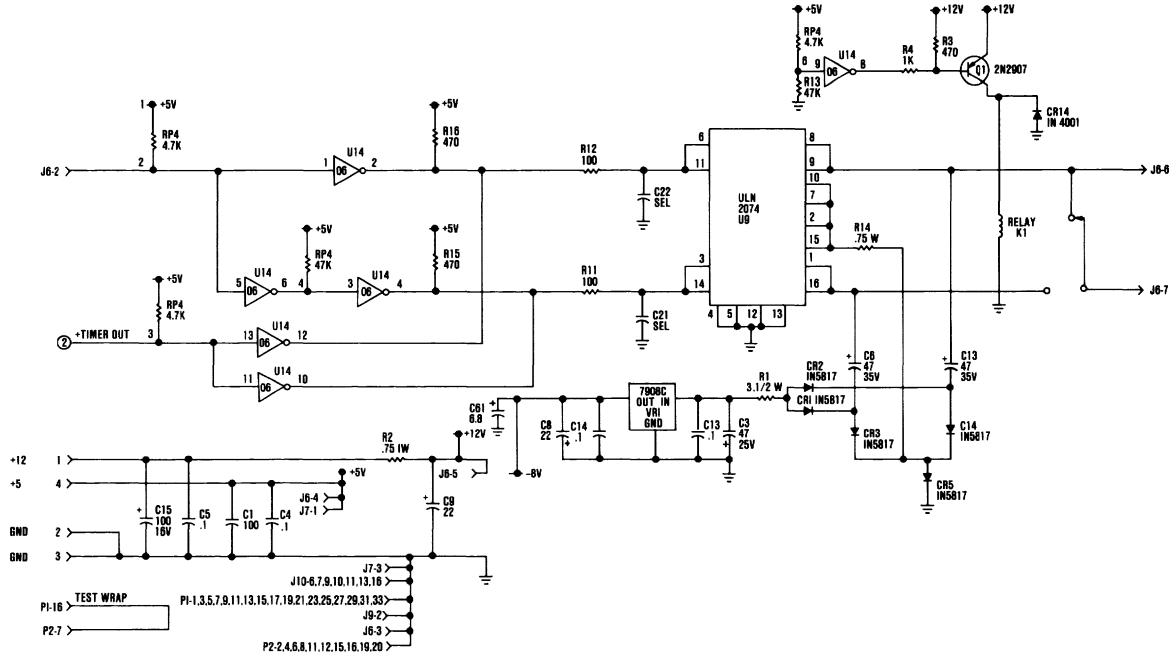 +5V
RP4
4.7K
6
9
U14
06
8
R13
47K
R4
1K
+12V
R3
470
+12V
Q1
2N2907
CR14
IN 4001
1
+5V
RP4
4.7K
J6-2
2
1
U14
06
2
+5V
R16
470
R12
100
C22
SEL
6
11
ULN
2074
U9
8
9
10
7
2
15
1
16
3
14
4
5
12
13
R14
.75 W
RELAY
K1
J6-6
J6-7
+5V
RP4
47K
5
U14
06
6
4
3
U14
06
4
+5V
R15
470
R11
100
C21
SEL
+5V
RP4
4.7K
2
+TIMER OUT
3
13
U14
06
12
11
U14
06
10
C6
47
35V
C13
47
35V
CR2
IN5817
CRI IN5817
CR3
IN5817
C14
IN5817
CR5
IN5817
R1
3.1/2 W
7908C
OUT IN
VRI
GND
C61
6.8
C8
22
C14
.1
C13
.1
C3
47
25V
-8V
R2
.75 IW
+12V
J6-5
+12
1
+5
4
+5V
J6-4
J7-1
C15
100
16V
C5
.1
C1
100
C4
.1
C9
22
GND
2
GND
3
J7-3
J10-6,7,9,10,11,13,16
PI-1,3,5,7,9,11,13,15,17,19,21,23,25,27,29,31,33
J9-2
J6-3
P2-2,4,6,8,11,12,15,16,19,20
TEST WRAP
PI-16
P2-7